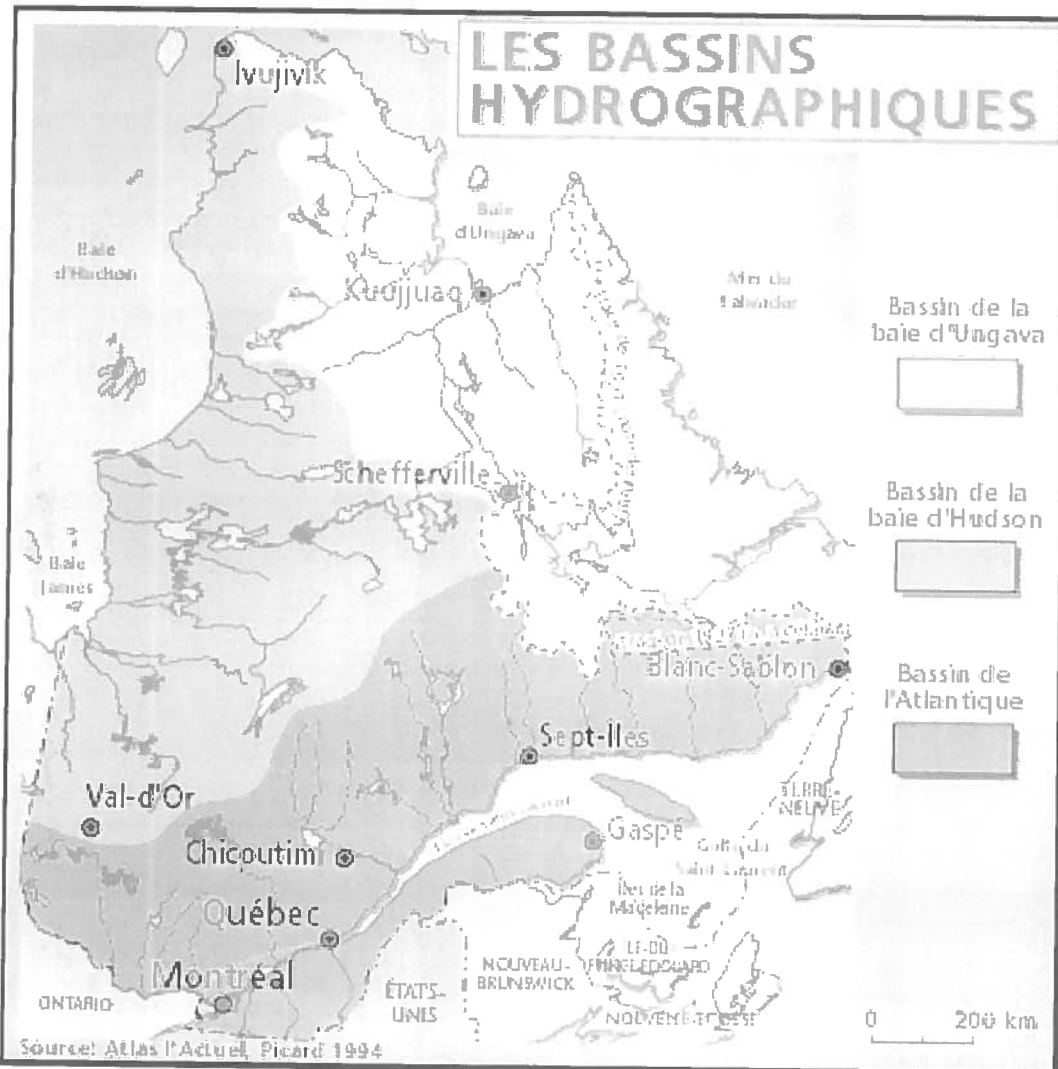 LES BASSINS
HYDROGRAPHIQUES
Ivujivik
Baie
d'Ungava
Baie
d'Hudson
Kuujjuaq
Mer du
Labrador
Bassin de la
baie d'Ungava
Schefferville
Bassin de la
baie d'Hudson
Baie
James
Blanc-Sablon
Bassin de
l'Atlantique
Sept-Îles
Val-d'Or
TERRE-
NEUVE
Gaspé
Golfe du
Saint-Laurent
Chicoutimi
Îles de la
Madeleine
Québec
Montréal
ONTARIO
ÉTATS-
UNIS
NOUVEAU-
BRUNSWICK
0 200 km
Source: Atlas l'Actuel, Picard 1994